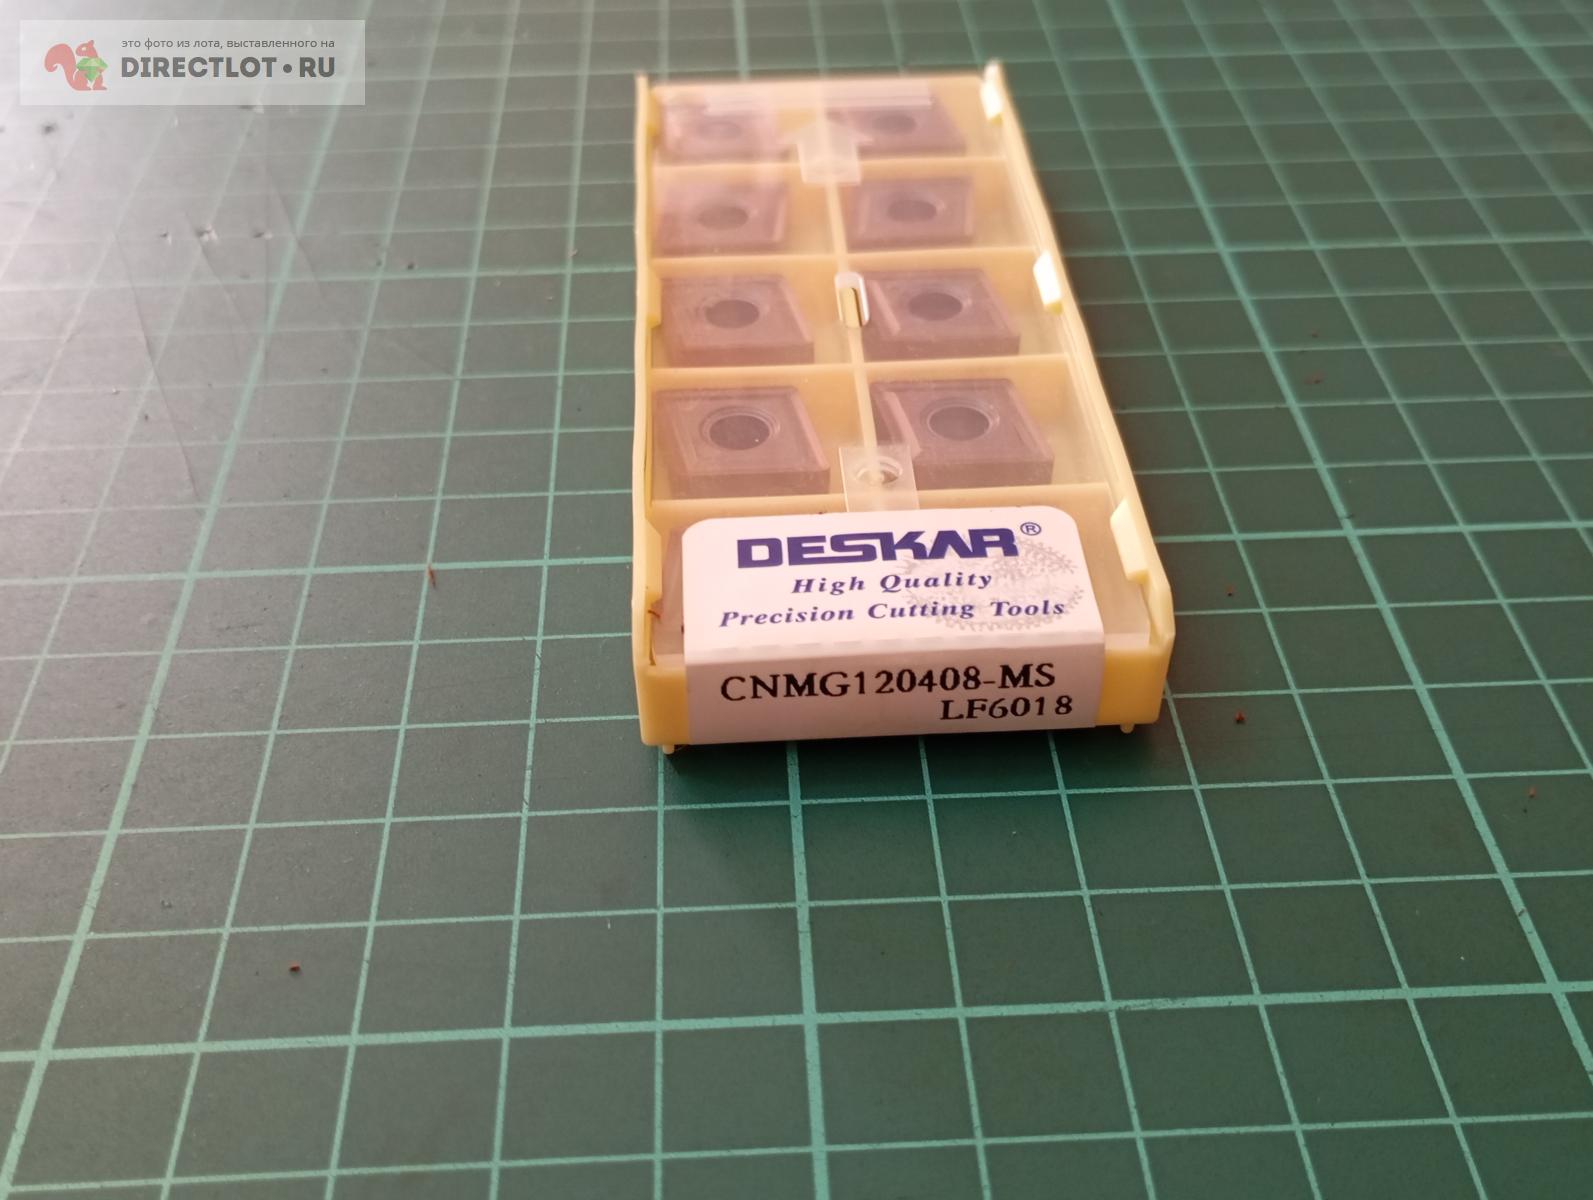 это фото из лота, выставленного на
DIRECTLOT•RU
DESKAR®
High Quality
Precision Cutting Tools
CNMG120408-MS
LF6018